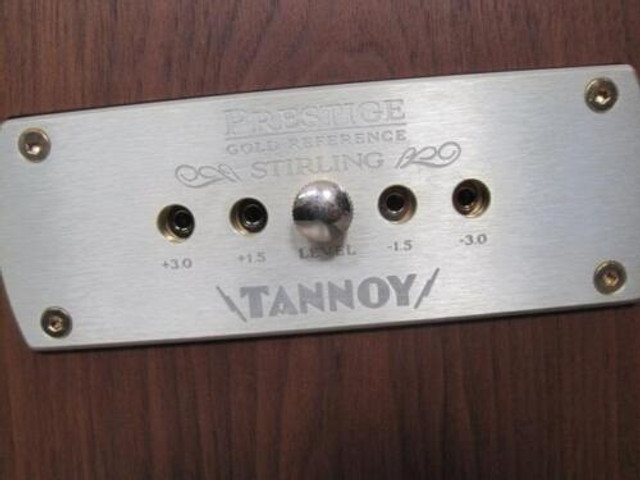 PRESTIGE
GOLD REFERENCE
STIRLING
+3.0 +1.5 LEVEL -1.5 -3.0
TANNOY